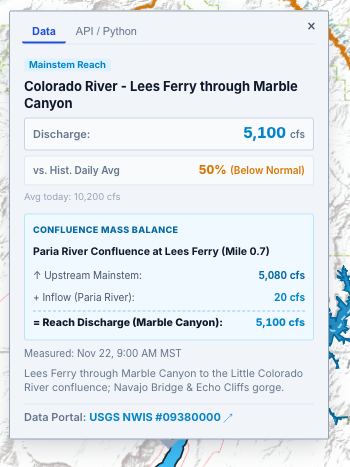 Data API / Python ×
Mainstem Reach
Colorado River - Lees Ferry through Marble
Canyon
Discharge: 5,100 cfs
vs. Hist. Daily Avg 50% (Below Normal)
Avg today: 10,200 cfs
CONFLUENCE MASS BALANCE
Paria River Confluence at Lees Ferry (Mile 0.7)
↑ Upstream Mainstem: 5,080 cfs
+ Inflow (Paria River): 20 cfs
= Reach Discharge (Marble Canyon): 5,100 cfs
Measured: Nov 22, 9:00 AM MST
Lees Ferry through Marble Canyon to the Little Colorado
River confluence; Navajo Bridge & Echo Cliffs gorge.
Data Portal: USGS NWIS #09380000 ↗